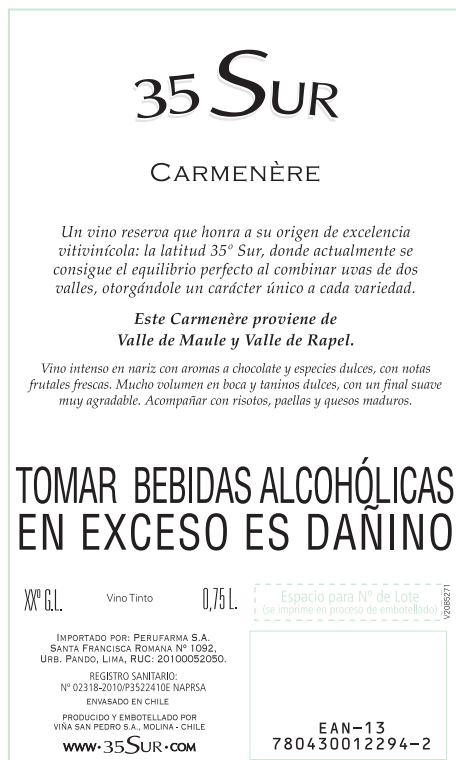 35 SUR
CARMENÈRE
Un vino reserva que honra a su origen de excelencia
vitivinícola: la latitud 35º Sur, donde actualmente se
consigue el equilibrio perfecto al combinar uvas de dos
valles, otorgándole un carácter único a cada variedad.
Este Carmenère proviene de
Valle de Maule y Valle de Rapel.
Vino intenso en nariz con aromas a chocolate y especies dulces, con notas
frutales frescas. Mucho volumen en boca y taninos dulces, con un final suave
muy agradable. Acompañar con risotos, paellas y quesos maduros.
TOMAR BEBIDAS ALCOHÓLICAS
EN EXCESO ES DAÑINO
XXº G.L.
Vino Tinto
0,75 L.
Espacio para Nº de Lote
(se imprime en proceso de embotellado)
V2085271
IMPORTADO POR: PERUFARMA S.A.
SANTA FRANCISCA ROMANA Nº 1092,
URB. PANDO, LIMA, RUC: 20100052050.
REGISTRO SANITARIO:
Nº 02318-2010/P3522410E NAPRSA
ENVASADO EN CHILE
PRODUCIDO Y EMBOTELLADO POR
VIÑA SAN PEDRO S.A., MOLINA - CHILE
WWW·35SUR·COM
EAN-13
780430012294-2